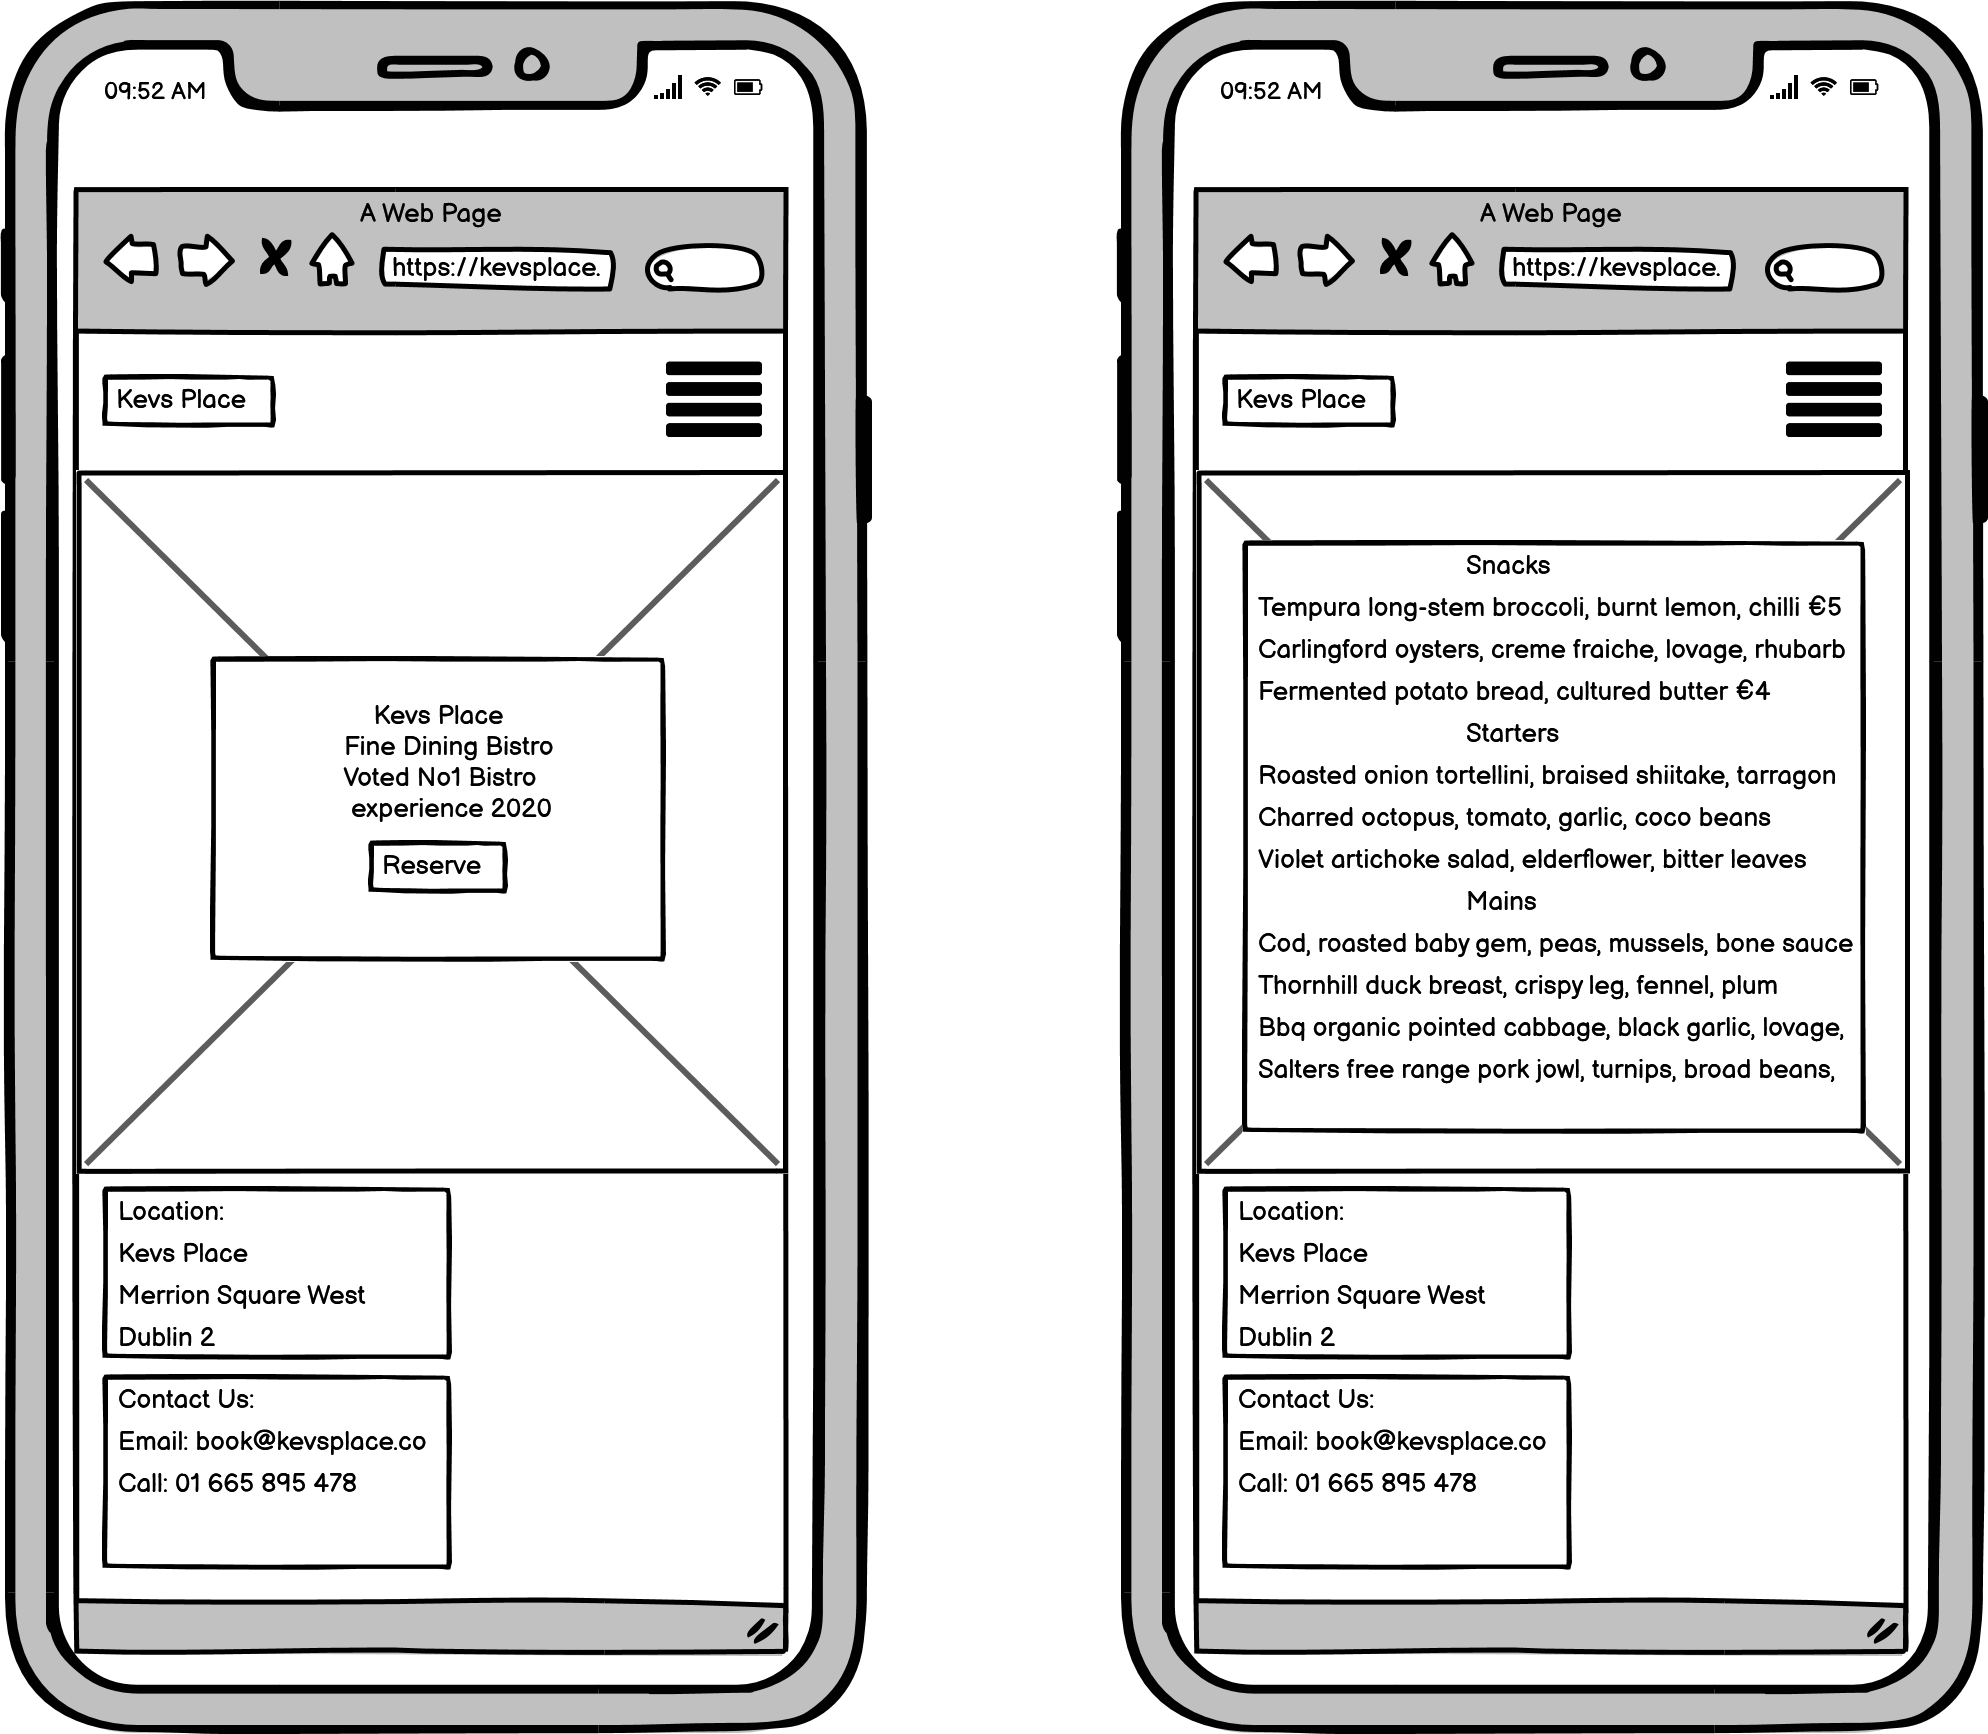 09:52 AM
A Web Page
https://kevsplace.
Kevs Place
Kevs Place
Fine Dining Bistro
Voted No1 Bistro
experience 2020
Reserve
Location:
Kevs Place
Merrion Square West
Dublin 2
Contact Us:
Email: book@kevsplace.co
Call: 01 665 895 478
09:52 AM
A Web Page
https://kevsplace.
Kevs Place
Snacks
Tempura long-stem broccoli, burnt lemon, chilli €5
Carlingford oysters, creme fraiche, lovage, rhubarb
Fermented potato bread, cultured butter €4
Starters
Roasted onion tortellini, braised shiitake, tarragon
Charred octopus, tomato, garlic, coco beans
Violet artichoke salad, elderflower, bitter leaves
Mains
Cod, roasted baby gem, peas, mussels, bone sauce
Thornhill duck breast, crispy leg, fennel, plum
Bbq organic pointed cabbage, black garlic, lovage,
Salters free range pork jowl, turnips, broad beans,
Location:
Kevs Place
Merrion Square West
Dublin 2
Contact Us:
Email: book@kevsplace.co
Call: 01 665 895 478